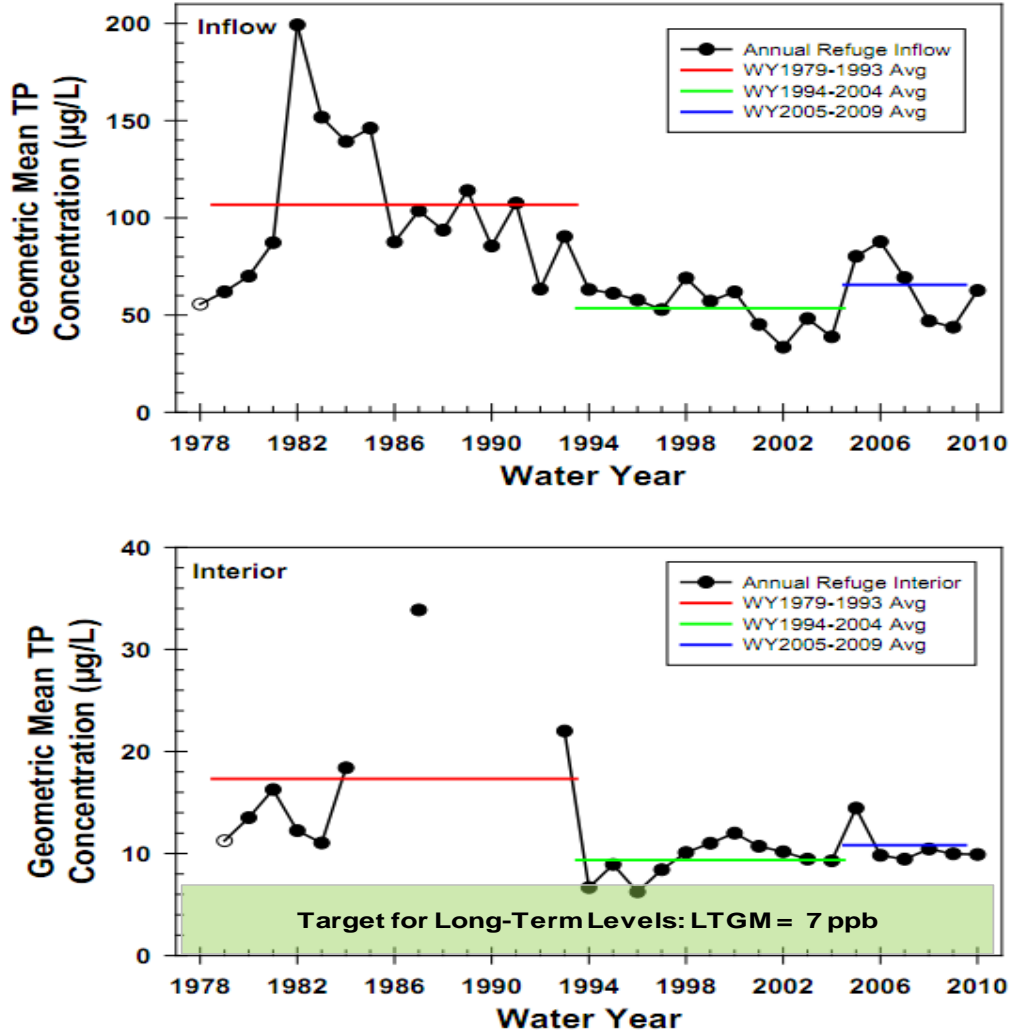 Inflow
Annual Refuge Inflow
WY1979-1993 Avg
WY1994-2004 Avg
WY2005-2009 Avg
Geometric Mean TP
Concentration (µg/L)
200
150
100
50
0
1978 1982 1986 1990 1994 1998 2002 2006 2010
Water Year
Interior
Annual Refuge Interior
WY1979-1993 Avg
WY1994-2004 Avg
WY2005-2009 Avg
Geometric Mean TP
Concentration (µg/L)
40
30
20
10
0
Target for Long-Term Levels: LTGM = 7 ppb
1978 1982 1986 1990 1994 1998 2002 2006 2010
Water Year